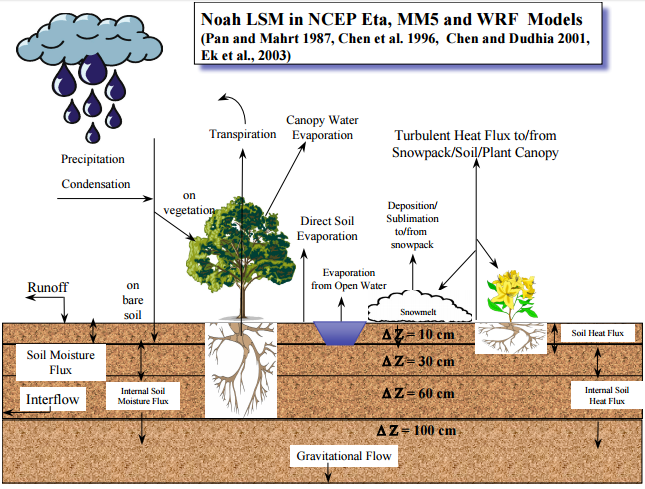 Noah LSM in NCEP Eta, MM5 and WRF Models
(Pan and Mahrt 1987, Chen et al. 1996, Chen and Dudhia 2001,
Ek et al., 2003)
Precipitation
Condensation
on
vegetation
on
bare
soil
Transpiration
Canopy Water
Evaporation
Turbulent Heat Flux to/from
Snowpack/Soil/Plant Canopy
Direct Soil
Evaporation
Evaporation
from Open Water
Deposition/
Sublimation
to/from
snowpack
Snowmelt
Runoff
Soil Moisture
Flux
Internal Soil
Moisture Flux
Interflow
Δ Z = 10 cm
Δ Z = 30 cm
Δ Z = 60 cm
Δ Z = 100 cm
Soil Heat Flux
Internal Soil
Heat Flux
Gravitational Flow